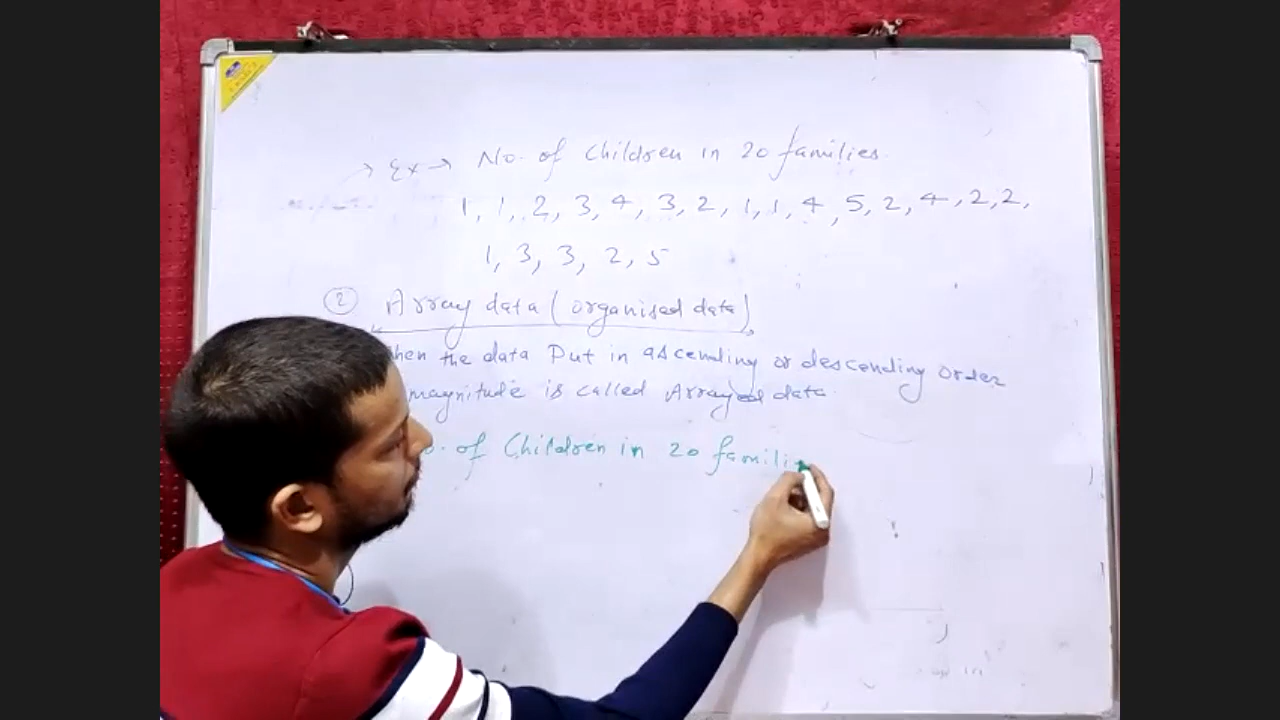 Ex → No. of Children in 20 families.
1, 1, 2, 3, 4, 3, 2, 1, 1, 4, 5, 2, 4, 2, 2,
1, 3, 3, 2, 5
② Array data (organised data)
hen the data Put in ascending or descending order
magnitude is called Arrayed data.
o. of Children in 20 famili